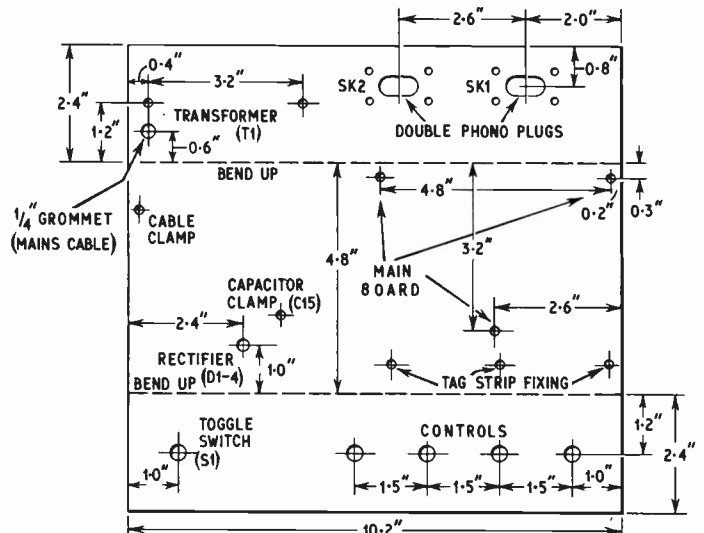 2·6"
2·0"
0·4"
3·2"
SK2
SK1
0·8"
2·4"
1·2"
TRANSFORMER
(T1)
DOUBLE PHONO PLUGS
0·6"
BEND UP
1/4" GROMMET
(MAINS CABLE)
4·8"
0·2"
0·3"
CABLE
CLAMP
3·2"
4·8"
MAIN
BOARD
CAPACITOR
CLAMP (C15)
2·4"
2·6"
RECTIFIER
(D1-4)
1·0"
BEND UP
TAG STRIP FIXING
TOGGLE
SWITCH
(S1)
CONTROLS
1·2"
2·4"
1·0"
1·5"
1·5"
1·5"
1·0"
10·2"